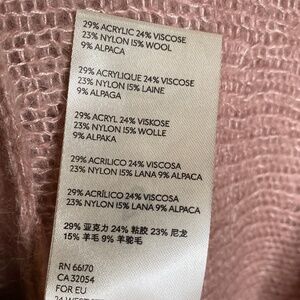 29% ACRYLIC 24% VISCOSE
23% NYLON 15% WOOL
9% ALPACA
29% ACRYLIQUE 24% VISCOSE
23% NYLON 15% LAINE
9% ALPAGA
29% ACRYL 24% VISKOSE
23% NYLON 15% WOLLE
9% ALPAKA
29% ACRILICO 24% VISCOSA
23% NYLON 15% LANA 9% ALPACA
29% ACRÍLICO 24% VISCOSA
23% NYLON 15% LANA 9% ALPACA
29% 亚克力 24% 粘胶 23% 尼龙
15% 羊毛 9% 羊驼毛
RN 66170
CA 32054
FOR EU